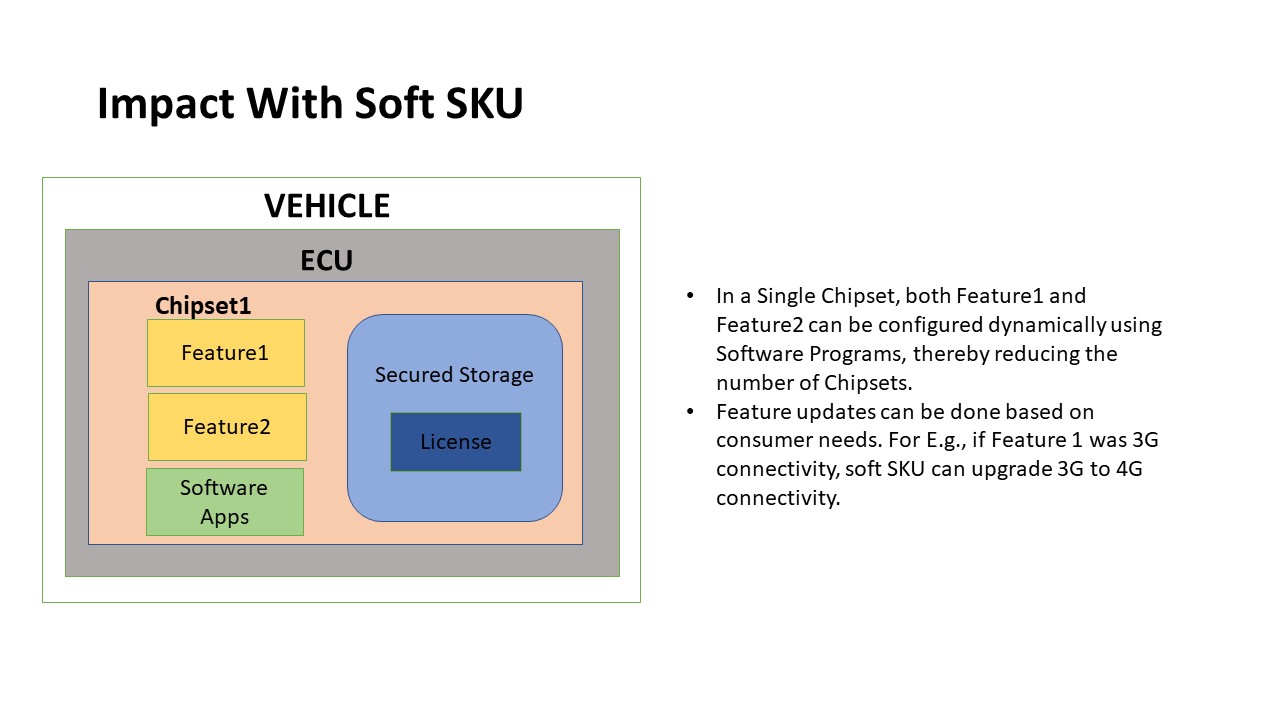 Impact With Soft SKU
VEHICLE
ECU
Chipset1
Feature1
Feature2
Software
Apps
Secured Storage
License
• In a Single Chipset, both Feature1 and
Feature2 can be configured dynamically using
Software Programs, thereby reducing the
number of Chipsets.
• Feature updates can be done based on
consumer needs. For E.g., if Feature 1 was 3G
connectivity, soft SKU can upgrade 3G to 4G
connectivity.